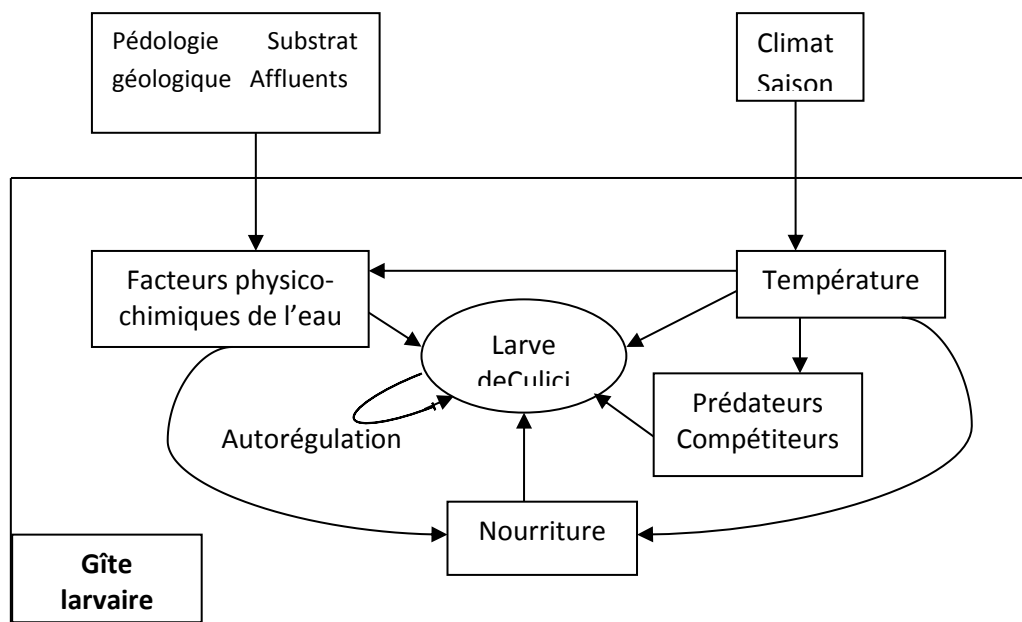 Pédologie Substrat
géologique Affluents
Climat
Saison
Facteurs physico-
chimiques de l’eau
Température
Larve
deCulici
Prédateurs
Compétiteurs
Autorégulation
Nourriture
Gîte
larvaire